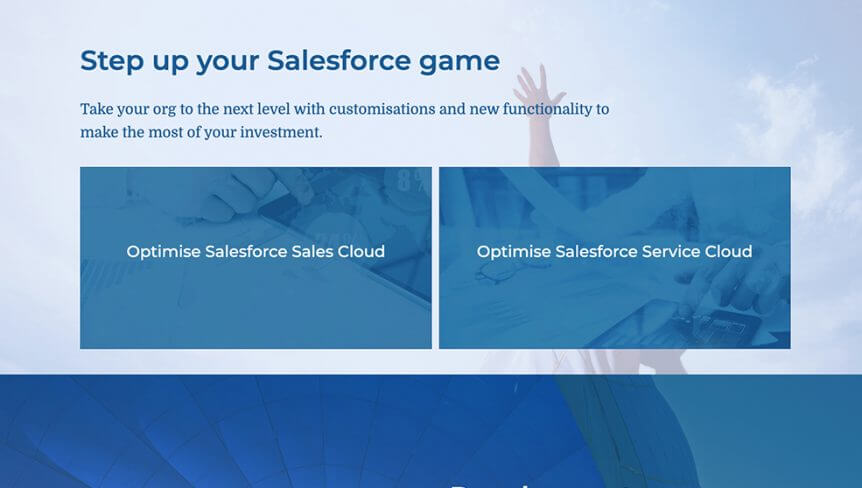 Step up your Salesforce game
Take your org to the next level with customisations and new functionality to
make the most of your investment.
Optimise Salesforce Sales Cloud
Optimise Salesforce Service Cloud
8%